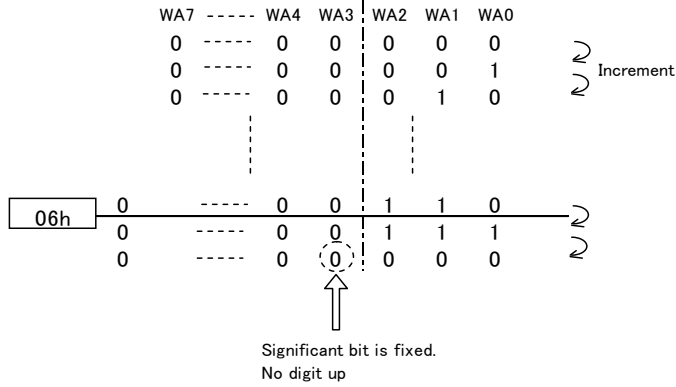 WA7 ----- WA4 WA3 WA2 WA1 WA0
0 ----- 0 0 0 0 0
0 ----- 0 0 0 0 1
Increment
0 ----- 0 0 0 1 0
06h
0 ----- 0 0 1 1 0
0 ----- 0 0 1 1 1
0 ----- 0 0 0 0 0
Significant bit is fixed.
No digit up